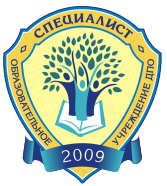 СПЕЦИАЛИСТ
ОБРАЗОВАТЕЛЬНОЕ
УЧРЕЖДЕНИЕ ДПО
2009